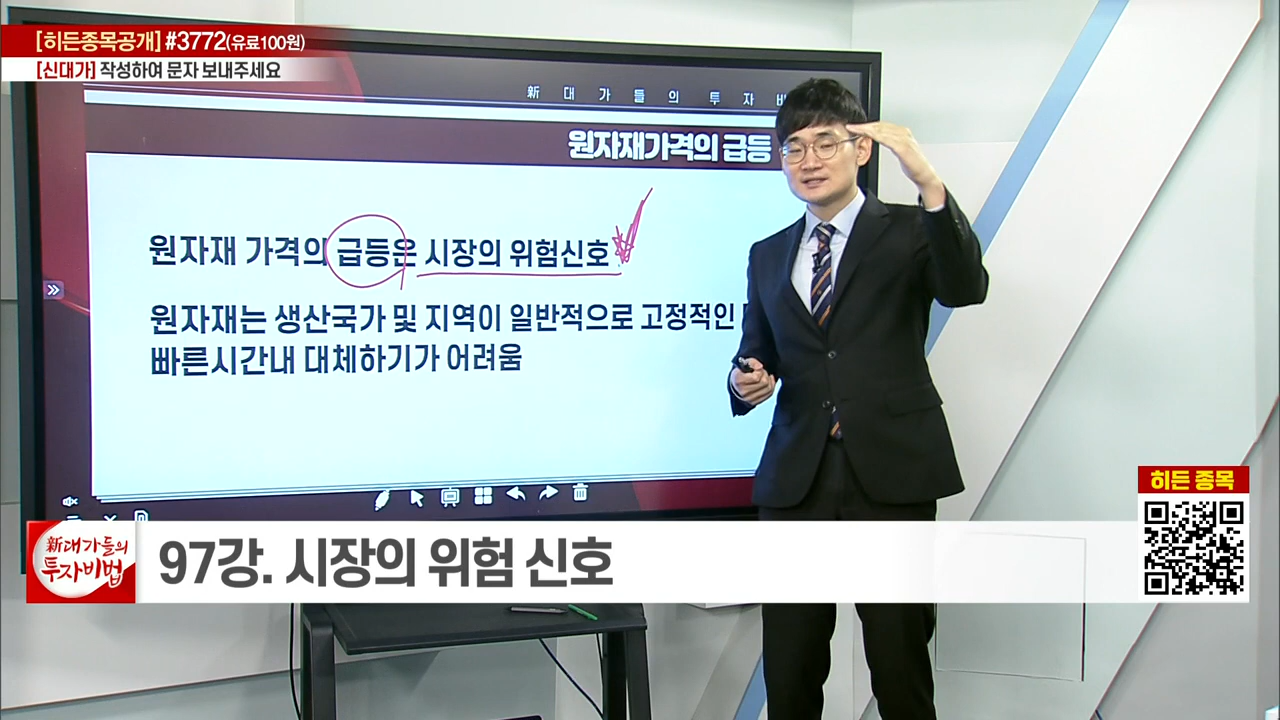 [히든종목공개] #3772(유료100원)
[신대가] 작성하여 문자 보내주세요
新 대 가 들 의 투 자 비
원자재가격의 급등
원자재 가격의 급등은 시장의 위험신호
원자재는 생산국가 및 지역이 일반적으로 고정적인
빠른시간내 대체하기가 어려움
히든 종목
新대가들의
투자비법
97강. 시장의 위험 신호